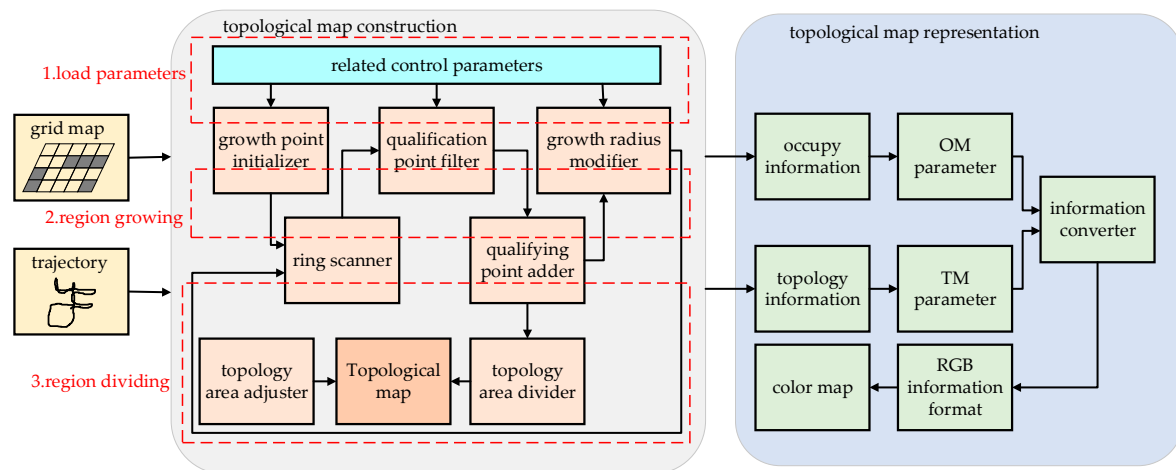 topological map construction
1.load parameters
related control parameters
grid map
growth point
initializer
qualification
point filter
growth radius
modifier
2.region growing
ring scanner
qualifying
point adder
trajectory
3.region dividing
topology
area adjuster
Topological
map
topology
area divider
topological map representation
occupy
information
OM
parameter
information
converter
topology
information
TM
parameter
color map
RGB
information
format